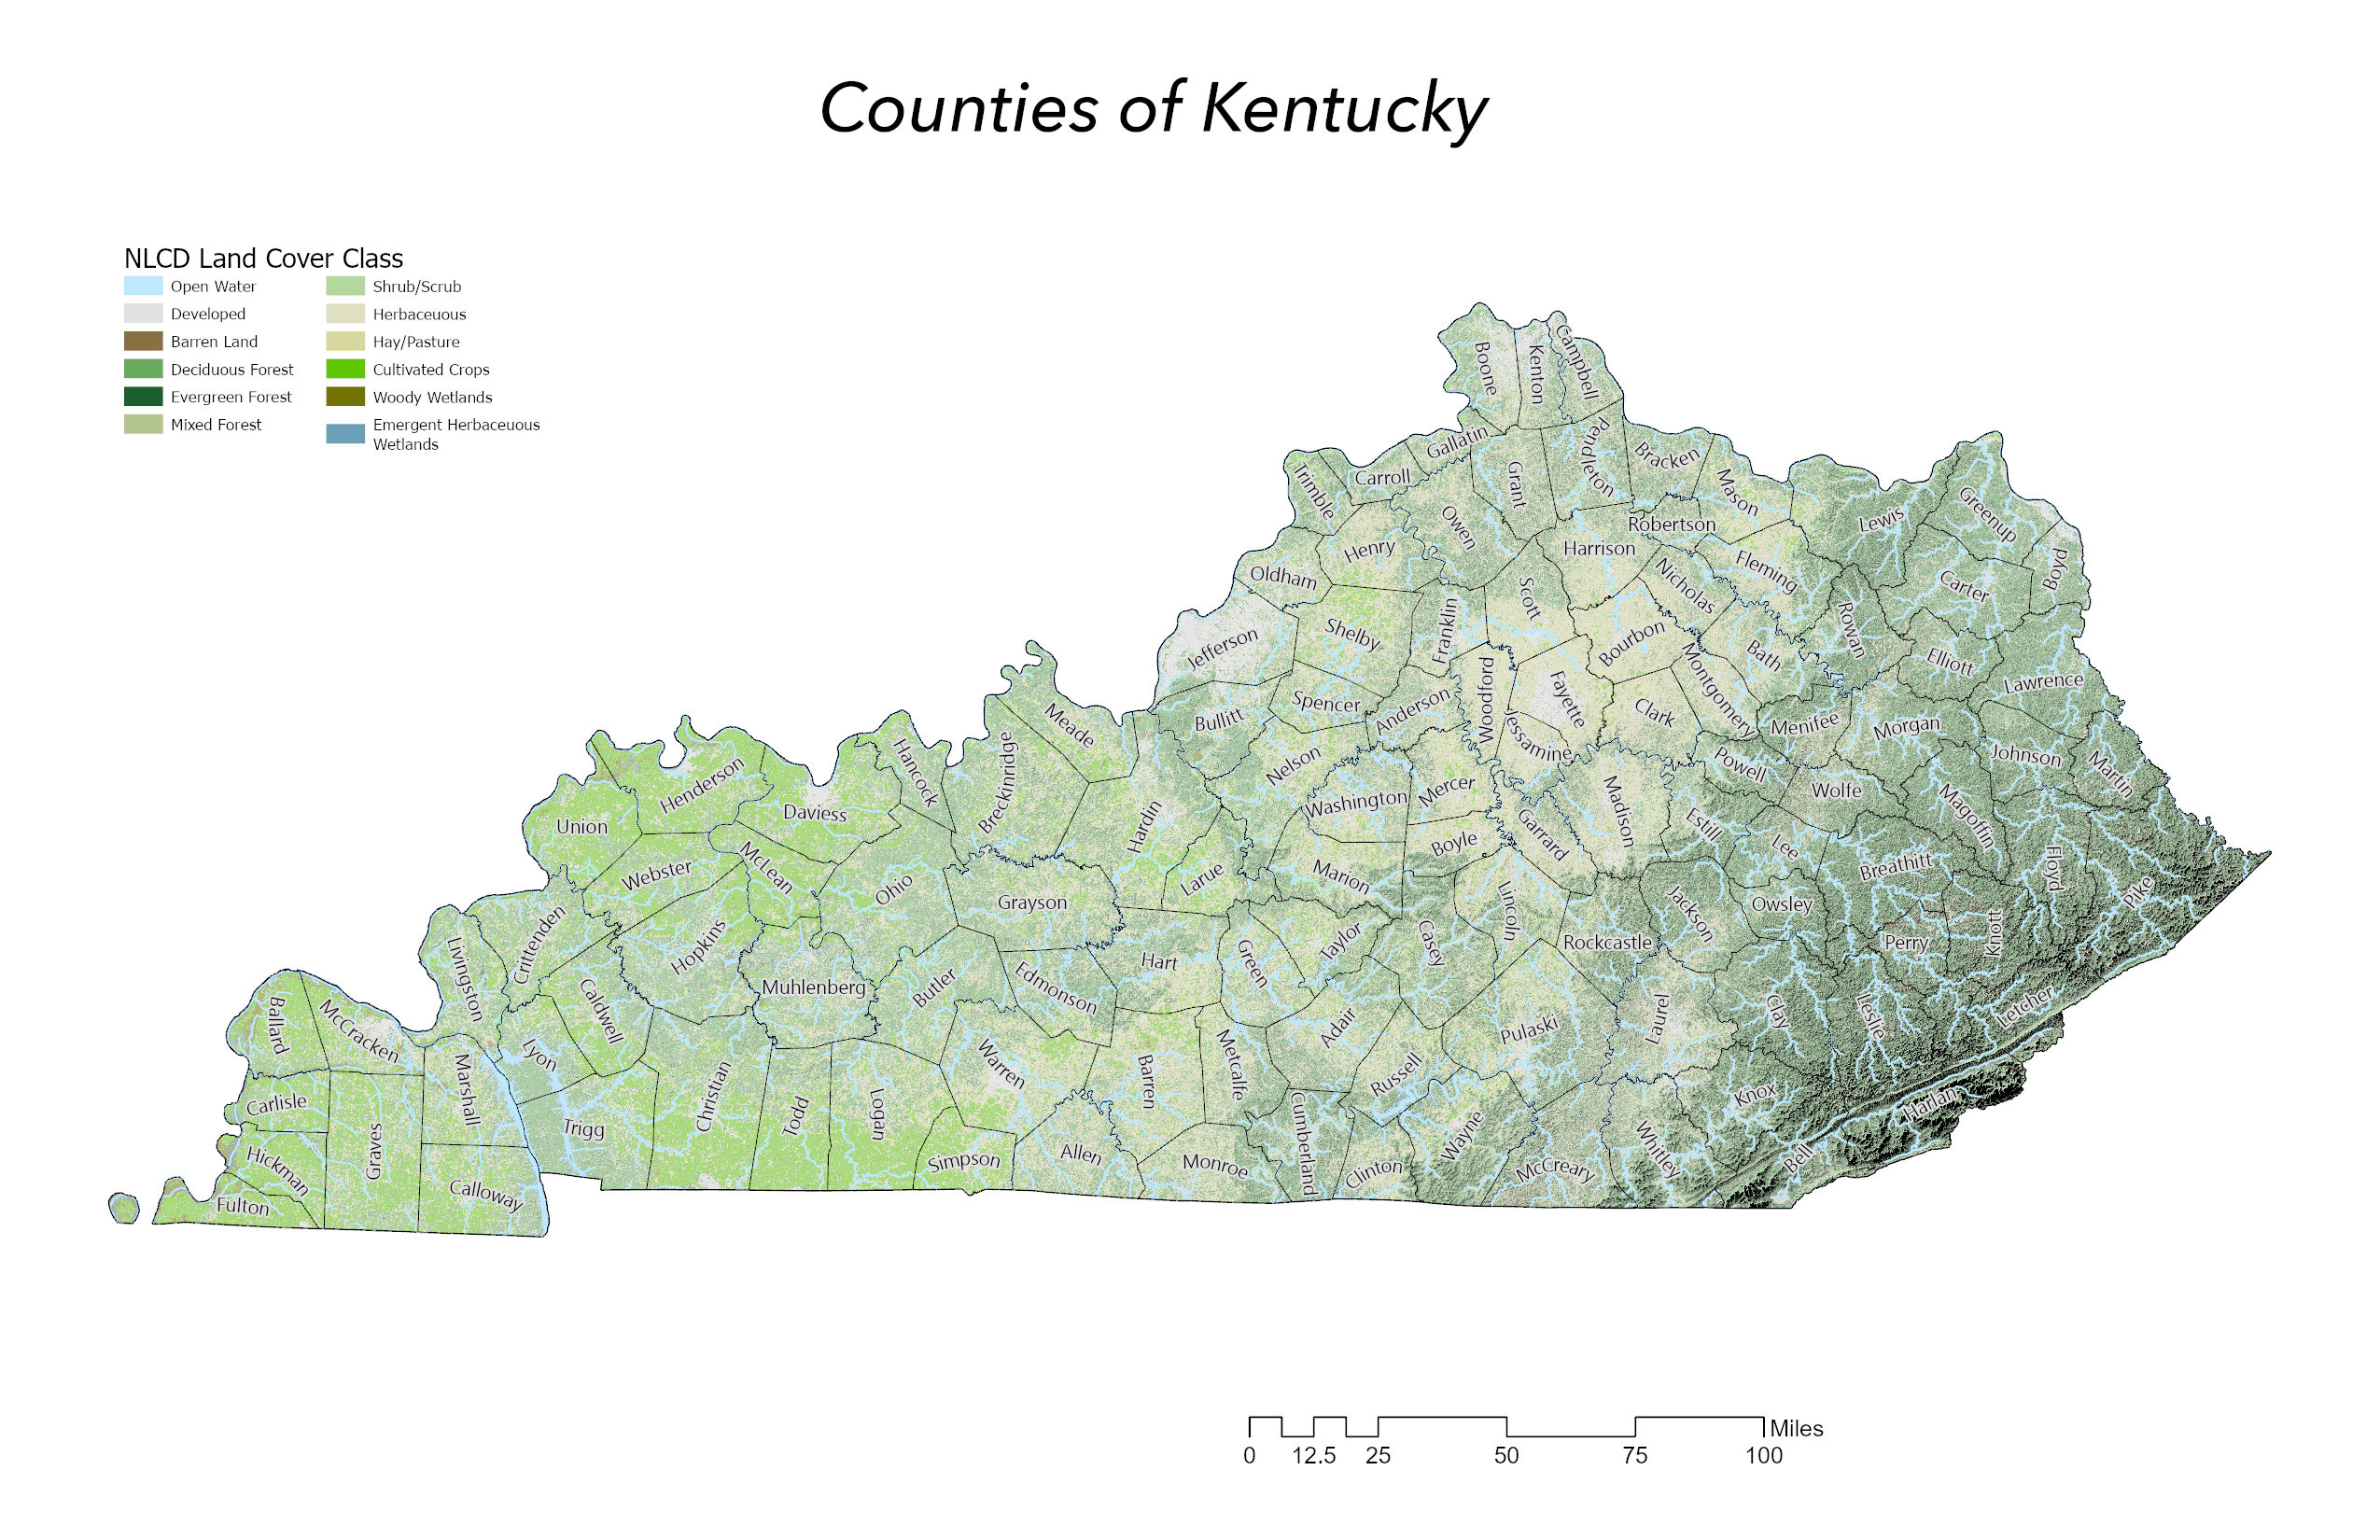 Counties of Kentucky
NLCD Land Cover Class
Open Water
Developed
Barren Land
Deciduous Forest
Evergreen Forest
Mixed Forest
Shrub/Scrub
Herbaceuous
Hay/Pasture
Cultivated Crops
Woody Wetlands
Emergent Herbaceuous
Wetlands
Boone
Kenton
Campbell
Gallatin
Carroll
Trimble
Grant
Pendleton
Bracken
Mason
Robertson
Lewis
Greenup
Boyd
Carter
Owen
Henry
Oldham
Harrison
Nicholas
Fleming
Rowan
Elliott
Lawrence
Scott
Franklin
Shelby
Jefferson
Bourbon
Bath
Montgomery
Woodford
Fayette
Clark
Menifee
Morgan
Johnson
Martin
Spencer
Anderson
Bullitt
Meade
Breckinridge
Hancock
Henderson
Daviess
Union
Nelson
Jessamine
Mercer
Washington
Madison
Powell
Wolfe
Magoffin
Estill
Lee
Garrard
Boyle
Hardin
Larue
Marion
McLean
Webster
Ohio
Grayson
Breathitt
Floyd
Pike
Knott
Perry
Owsley
Jackson
Rockcastle
Lincoln
Casey
Taylor
Green
Hart
Edmonson
Butler
Muhlenberg
Hopkins
Crittenden
Livingston
Caldwell
Lyon
McCracken
Ballard
Carlisle
Marshall
Graves
Hickman
Fulton
Calloway
Trigg
Christian
Todd
Logan
Simpson
Warren
Allen
Barren
Metcalfe
Monroe
Adair
Russell
Cumberland
Clinton
Wayne
Pulaski
McCreary
Laurel
Whitley
Knox
Clay
Leslie
Letcher
Harlan
Bell
Miles
0 12.5 25 50 75 100